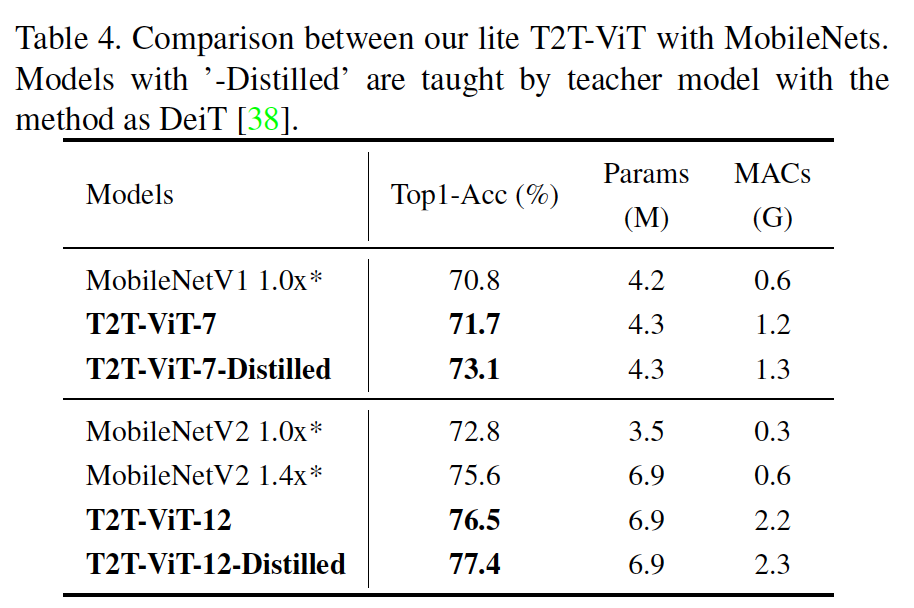 Table 4. Comparison between our lite T2T-ViT with MobileNets.
Models with ’-Distilled’ are taught by teacher model with the
method as DeiT [38].
Models Top1-Acc (%) Params (M) MACs (G)
MobileNetV1 1.0x* 70.8 4.2 0.6
T2T-ViT-7 71.7 4.3 1.2
T2T-ViT-7-Distilled 73.1 4.3 1.3
MobileNetV2 1.0x* 72.8 3.5 0.3
MobileNetV2 1.4x* 75.6 6.9 0.6
T2T-ViT-12 76.5 6.9 2.2
T2T-ViT-12-Distilled 77.4 6.9 2.3